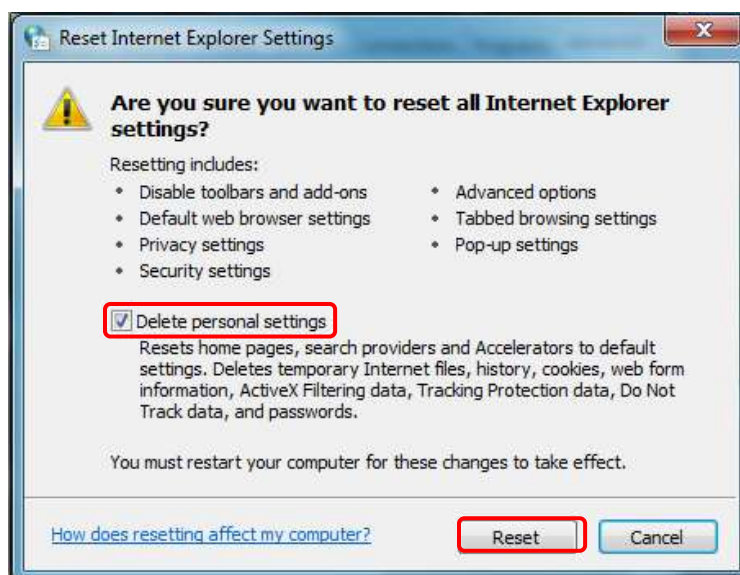 Reset Internet Explorer Settings
Are you sure you want to reset all Internet Explorer
settings?
Resetting includes:
• Disable toolbars and add-ons
• Default web browser settings
• Privacy settings
• Security settings
• Advanced options
• Tabbed browsing settings
• Pop-up settings
Delete personal settings
Resets home pages, search providers and Accelerators to default
settings. Deletes temporary Internet files, history, cookies, web form
information, ActiveX Filtering data, Tracking Protection data, Do Not
Track data, and passwords.
You must restart your computer for these changes to take effect.
How does resetting affect my computer?
Reset
Cancel